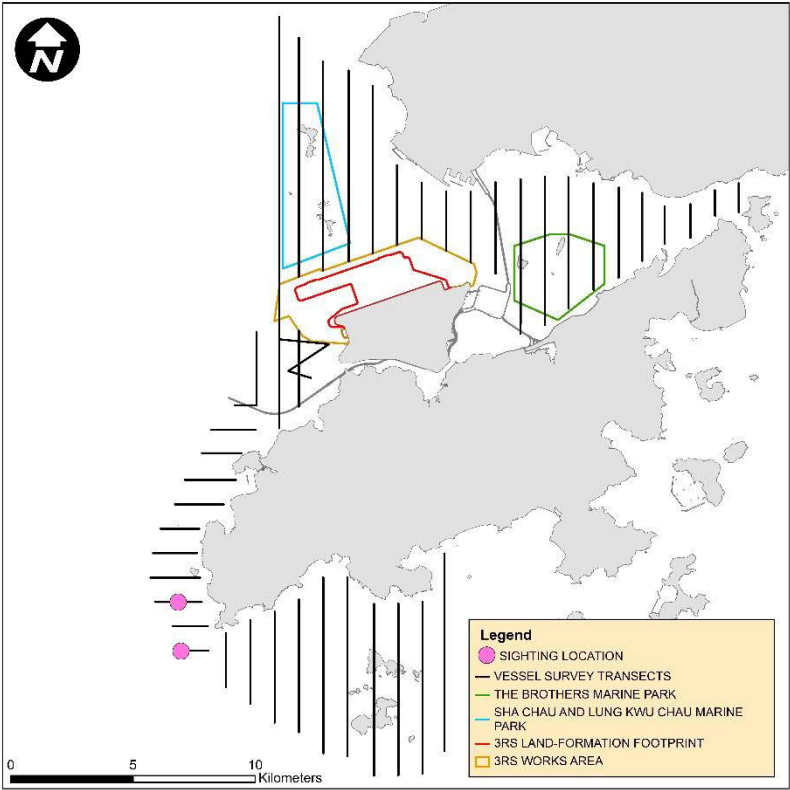 N
Legend
SIGHTING LOCATION
VESSEL SURVEY TRANSECTS
THE BROTHERS MARINE PARK
SHA CHAU AND LUNG KWU CHAU MARINE
PARK
3RS LAND-FORMATION FOOTPRINT
3RS WORKS AREA
0 5 10
Kilometers